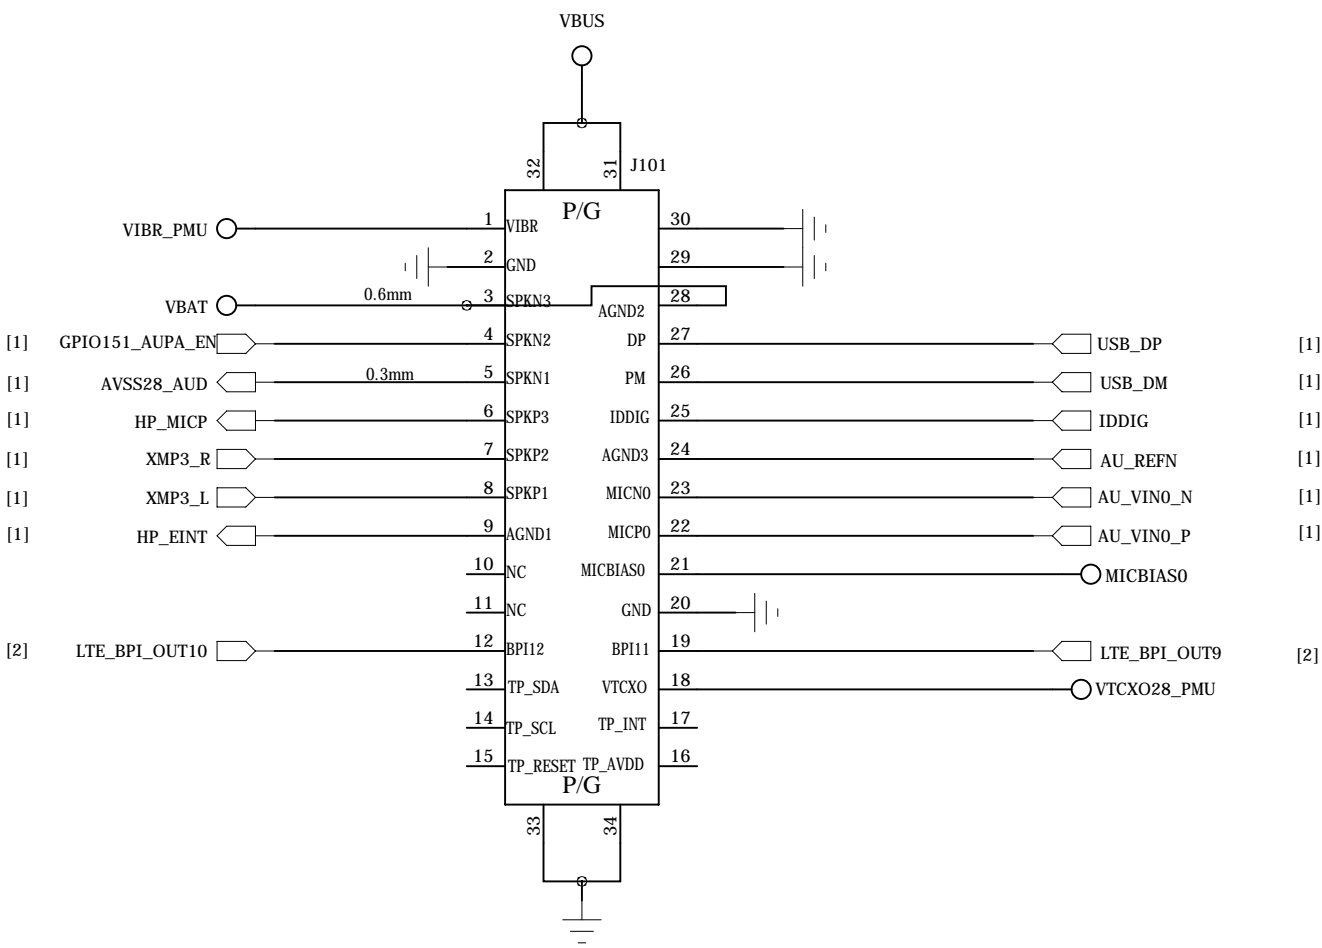 VBUS
32 31 J101
P/G
VIBR_PMU 1 VIBR 30
2 GND 29
VBAT 0.6mm 3 SPKN3 AGND2 28
[1] GPIO151_AUPA_EN 4 SPKN2 DP 27 USB_DP [1]
[1] AVSS28_AUD 0.3mm 5 SPKN1 PM 26 USB_DM [1]
[1] HP_MICP 6 SPKP3 IDDIG 25 IDDIG [1]
[1] XMP3_R 7 SPKP2 AGND3 24 AU_REFN [1]
[1] XMP3_L 8 SPKP1 MICN0 23 AU_VIN0_N [1]
[1] HP_EINT 9 AGND1 MICP0 22 AU_VIN0_P [1]
10 NC MICBIAS0 21 MICBIAS0
11 NC GND 20
[2] LTE_BPI_OUT10 12 BPI12 BPI11 19 LTE_BPI_OUT9 [2]
13 TP_SDA VTCXO 18 VTCXO28_PMU
14 TP_SCL TP_INT 17
15 TP_RESET TP_AVDD 16
P/G
33 34